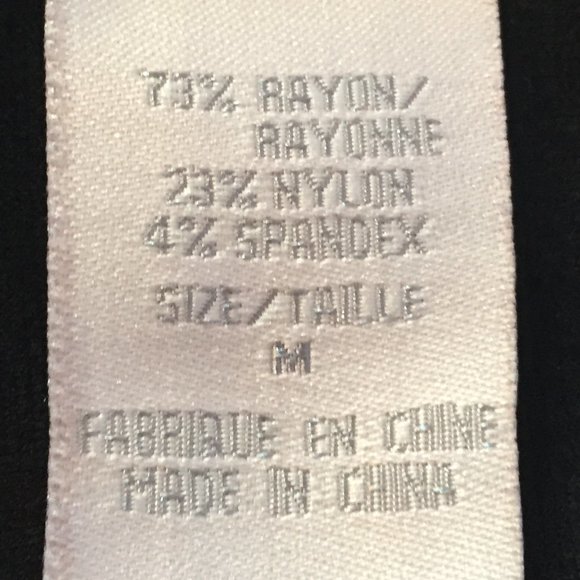 73% RAYON/
RAYONNE
23% NYLON
4% SPANDEX
SIZE/TAILLE
M
FABRIQUE EN CHINE
MADE IN CHINA